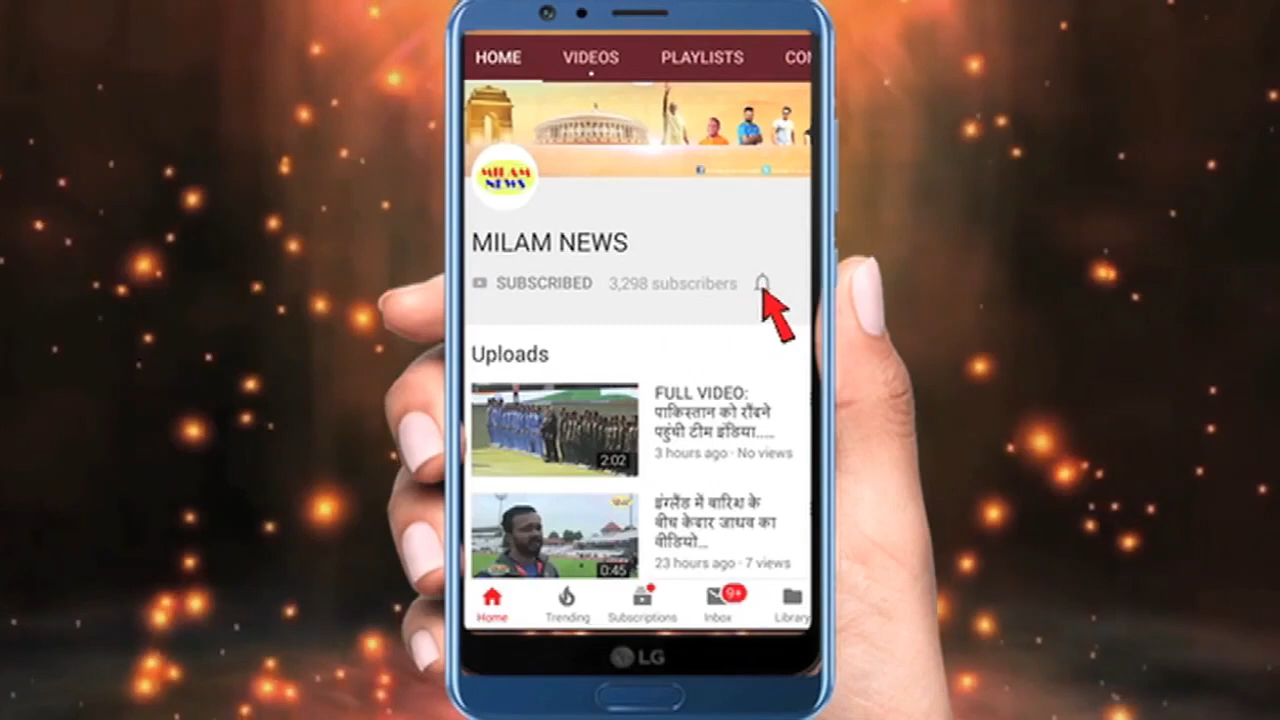 HOME VIDEOS PLAYLISTS CON
MILAM
NEWS
MILAM NEWS
SUBSCRIBED 3,298 subscribers
Uploads
FULL VIDEO:
पाकिस्तान को रौंदने
पहुंची टीम इंडिया.....
3 hours ago · No views
2:02
इंग्लैंड में बारिश के
बीच केदार जाधव का
वीडियो...
23 hours ago · 7 views
0:45
9+
Home Trending Subscriptions Inbox Library
LG